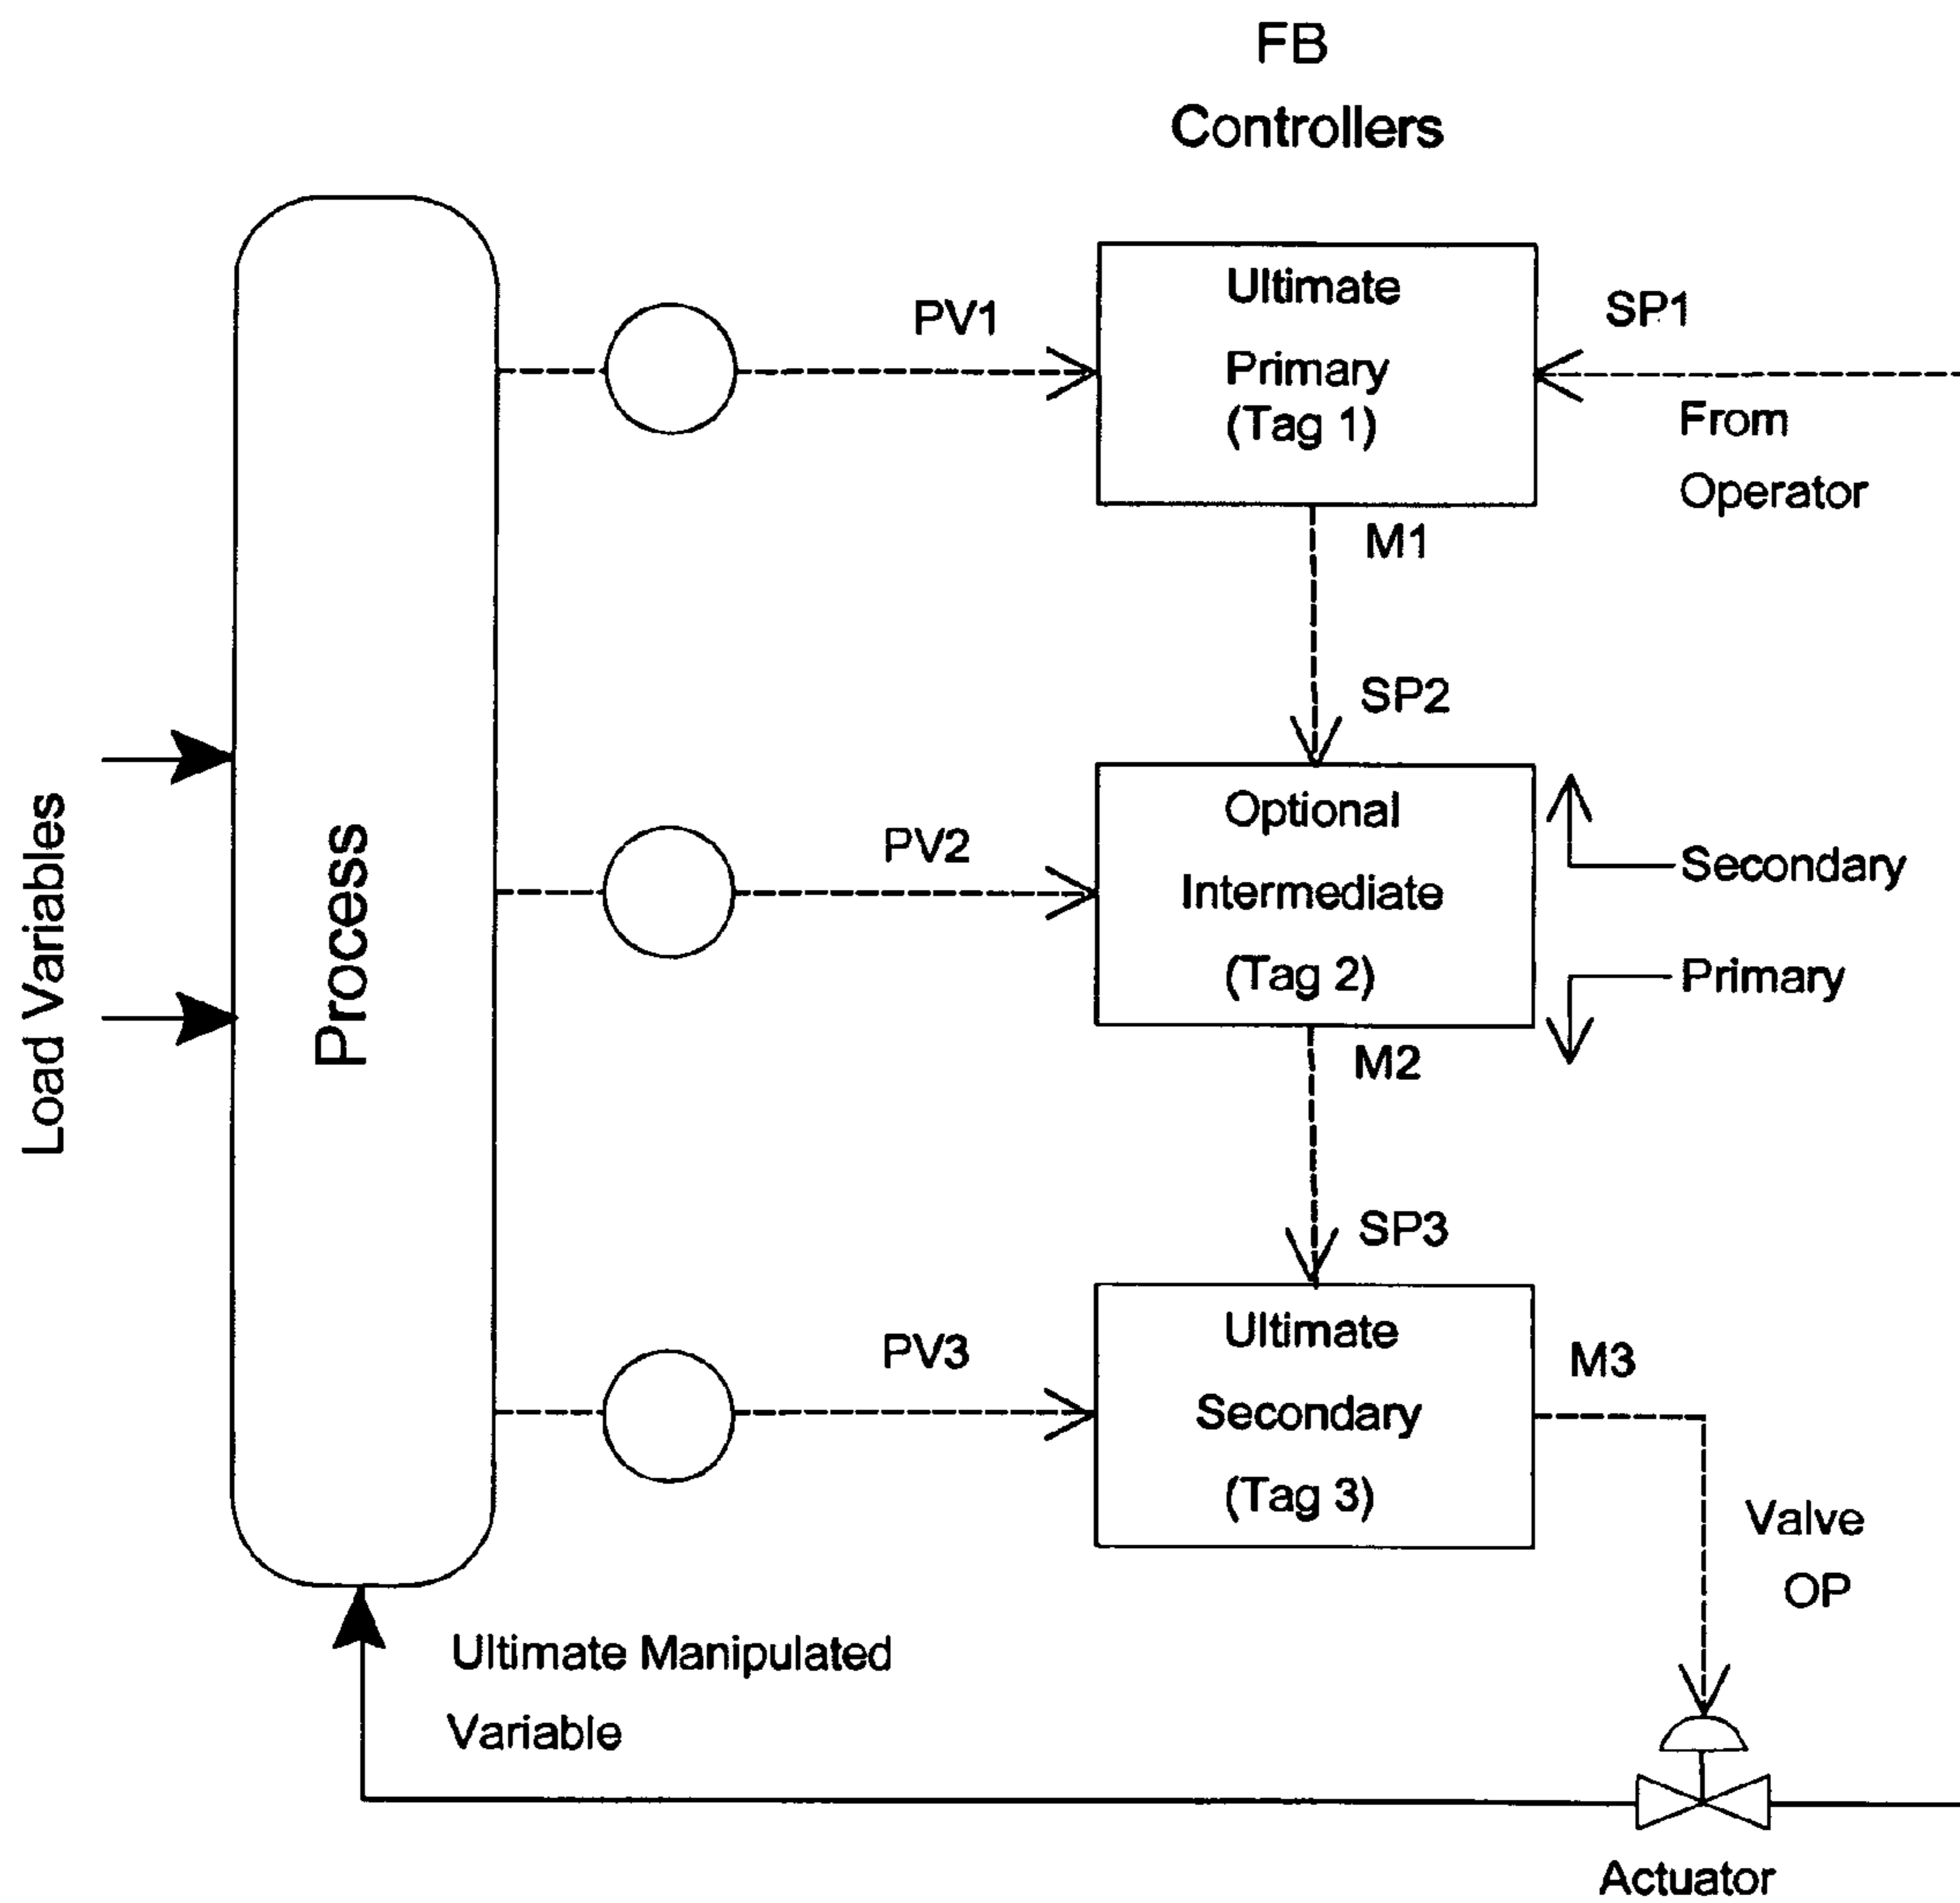 FB
Controllers
Ultimate
Primary
(Tag 1)
PV1
SP1
From
Operator
M1
SP2
Load Variables
Process
PV2
Optional
Intermediate
(Tag 2)
Secondary
Primary
M2
SP3
PV3
Ultimate
Secondary
(Tag 3)
M3
Valve
OP
Ultimate Manipulated
Variable
Actuator